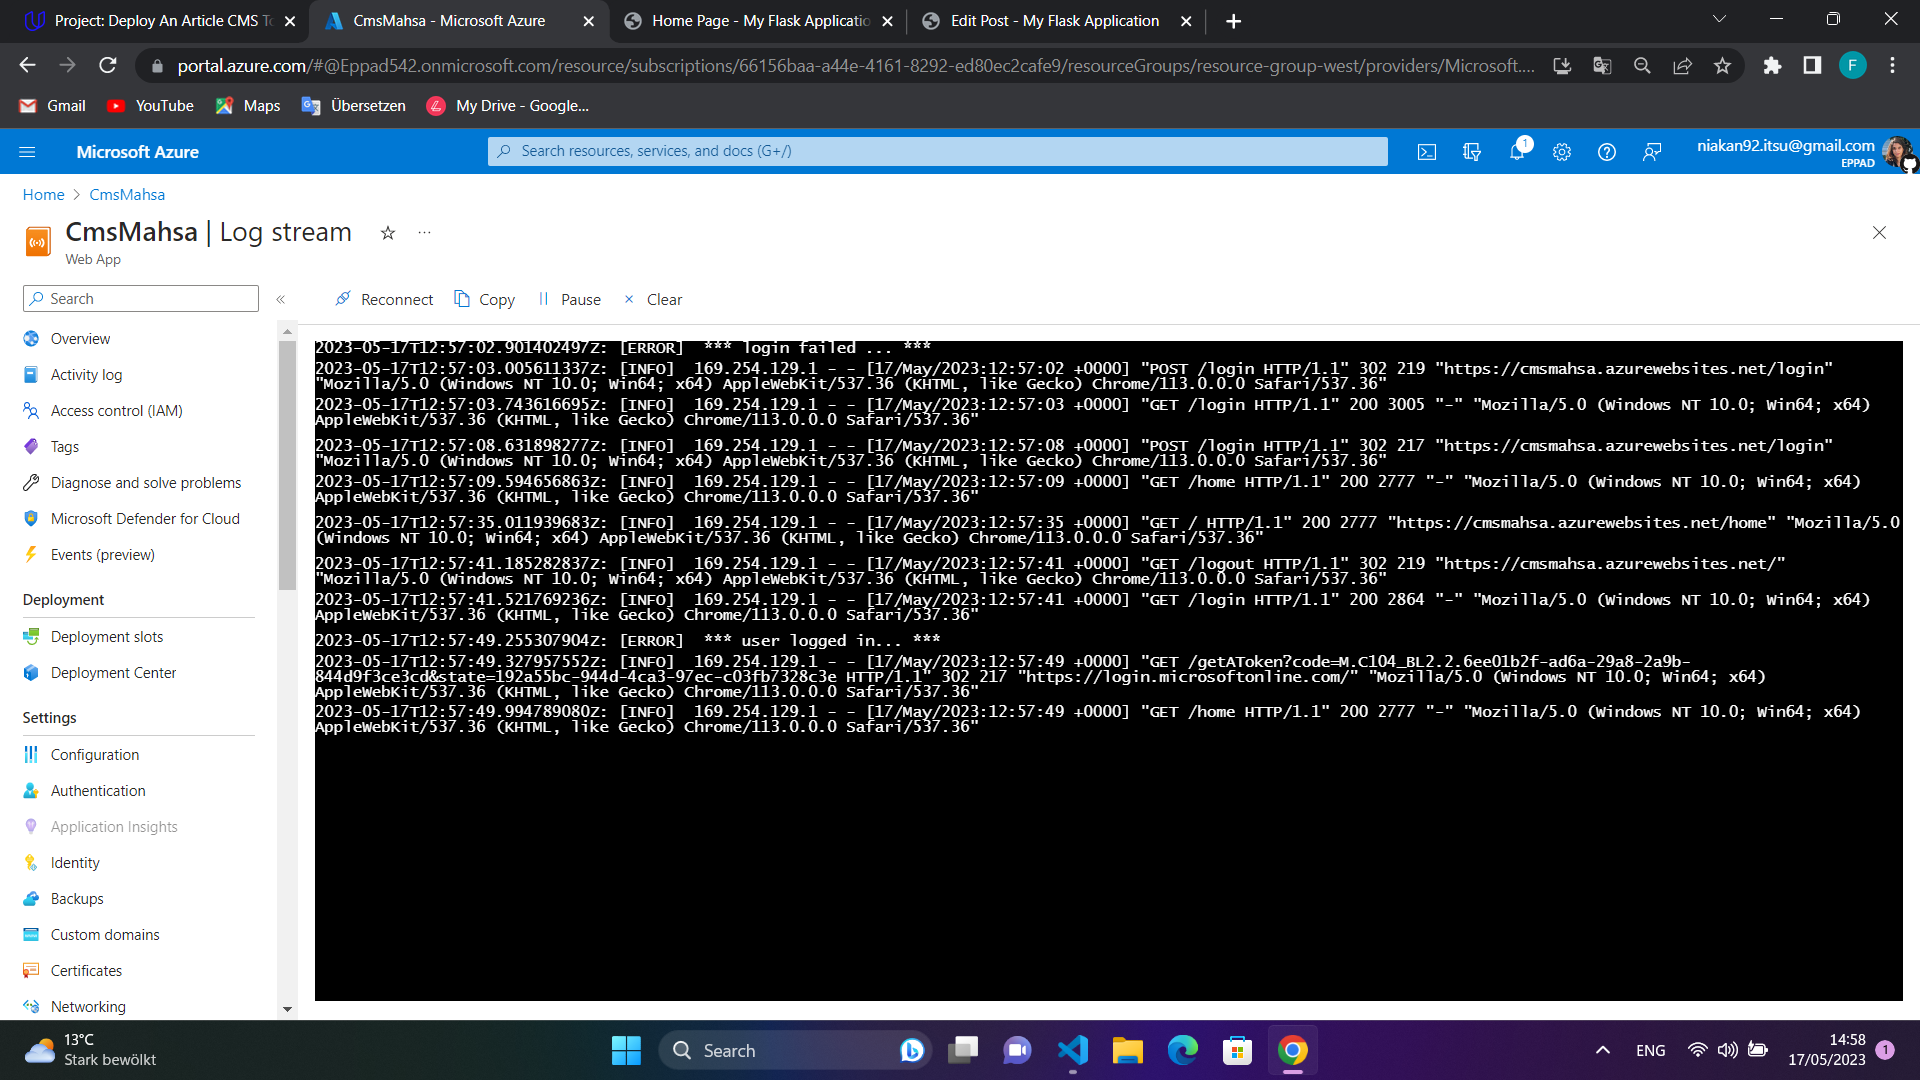 Project: Deploy An Article CMS To
CmsMahsa - Microsoft Azure
Home Page - My Flask Applicatio
Edit Post - My Flask Application
portal.azure.com/#@Eppad542.onmicrosoft.com/resource/subscriptions/66156baa-a44e-4161-8292-ed80ec2cafe9/resourceGroups/resource-group-west/providers/Microsoft....
F
Gmail
YouTube
Maps
Übersetzen
My Drive - Google...
Microsoft Azure
Search resources, services, and docs (G+/)
1
niakan92.itsu@gmail.com
EPPAD
Home > CmsMahsa
CmsMahsa | Log stream
Web App
Search
Reconnect
Copy
Pause
Clear
Overview
Activity log
Access control (IAM)
Tags
Diagnose and solve problems
Microsoft Defender for Cloud
Events (preview)
Deployment
Deployment slots
Deployment Center
Settings
Configuration
Authentication
Application Insights
Identity
Backups
Custom domains
Certificates
Networking
2023-05-17T12:57:02.901402497Z: [ERROR]  *** login failed ... ***
2023-05-17T12:57:03.005611337Z: [INFO]  169.254.129.1 - - [17/May/2023:12:57:02 +0000] "POST /login HTTP/1.1" 302 219 "https://cmsmahsa.azurewebsites.net/login"
"Mozilla/5.0 (Windows NT 10.0; Win64; x64) AppleWebKit/537.36 (KHTML, like Gecko) Chrome/113.0.0.0 Safari/537.36"
2023-05-17T12:57:03.743616695Z: [INFO]  169.254.129.1 - - [17/May/2023:12:57:03 +0000] "GET /login HTTP/1.1" 200 3005 "-" "Mozilla/5.0 (Windows NT 10.0; Win64; x64)
AppleWebKit/537.36 (KHTML, like Gecko) Chrome/113.0.0.0 Safari/537.36"
2023-05-17T12:57:08.631898277Z: [INFO]  169.254.129.1 - - [17/May/2023:12:57:08 +0000] "POST /login HTTP/1.1" 302 217 "https://cmsmahsa.azurewebsites.net/login"
"Mozilla/5.0 (Windows NT 10.0; Win64; x64) AppleWebKit/537.36 (KHTML, like Gecko) Chrome/113.0.0.0 Safari/537.36"
2023-05-17T12:57:09.594656863Z: [INFO]  169.254.129.1 - - [17/May/2023:12:57:09 +0000] "GET /home HTTP/1.1" 200 2777 "-" "Mozilla/5.0 (Windows NT 10.0; Win64; x64)
AppleWebKit/537.36 (KHTML, like Gecko) Chrome/113.0.0.0 Safari/537.36"
2023-05-17T12:57:35.011939683Z: [INFO]  169.254.129.1 - - [17/May/2023:12:57:35 +0000] "GET / HTTP/1.1" 200 2777 "https://cmsmahsa.azurewebsites.net/home" "Mozilla/5.0
(Windows NT 10.0; Win64; x64) AppleWebKit/537.36 (KHTML, like Gecko) Chrome/113.0.0.0 Safari/537.36"
2023-05-17T12:57:41.185282837Z: [INFO]  169.254.129.1 - - [17/May/2023:12:57:41 +0000] "GET /logout HTTP/1.1" 302 219 "https://cmsmahsa.azurewebsites.net/"
"Mozilla/5.0 (Windows NT 10.0; Win64; x64) AppleWebKit/537.36 (KHTML, like Gecko) Chrome/113.0.0.0 Safari/537.36"
2023-05-17T12:57:41.521769236Z: [INFO]  169.254.129.1 - - [17/May/2023:12:57:41 +0000] "GET /login HTTP/1.1" 200 2864 "-" "Mozilla/5.0 (Windows NT 10.0; Win64; x64)
AppleWebKit/537.36 (KHTML, like Gecko) Chrome/113.0.0.0 Safari/537.36"
2023-05-17T12:57:49.255307904Z: [ERROR]  *** user logged in... ***
2023-05-17T12:57:49.327957552Z: [INFO]  169.254.129.1 - - [17/May/2023:12:57:49 +0000] "GET /getAToken?code=M.C104_BL2.2.6ee01b2f-ad6a-29a8-2a9b-
844d9f3ce3cd&state=192a55bc-944d-4ca3-97ec-c03fb7328c3e HTTP/1.1" 302 217 "https://login.microsoftonline.com/" "Mozilla/5.0 (Windows NT 10.0; Win64; x64)
AppleWebKit/537.36 (KHTML, like Gecko) Chrome/113.0.0.0 Safari/537.36"
2023-05-17T12:57:49.994789080Z: [INFO]  169.254.129.1 - - [17/May/2023:12:57:49 +0000] "GET /home HTTP/1.1" 200 2777 "-" "Mozilla/5.0 (Windows NT 10.0; Win64; x64)
AppleWebKit/537.36 (KHTML, like Gecko) Chrome/113.0.0.0 Safari/537.36"
13°C
Stark bewölkt
Search
ENG
14:58
17/05/2023
1